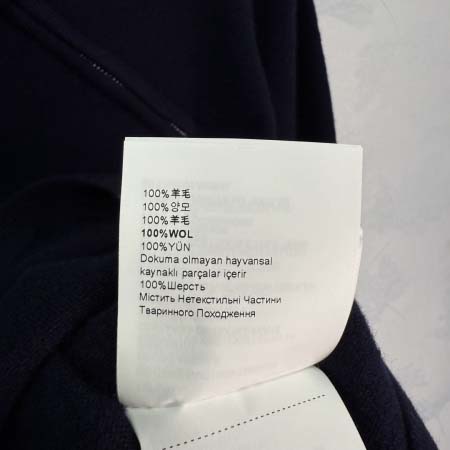 100%羊毛
100%양모
100%羊毛
100%WOL
100%YÜN
Dokuma olmayan hayvansal
kaynaklı parçalar içerir
100%Шерсть
Містить Нетекстильні Частини
Тваринного Походження